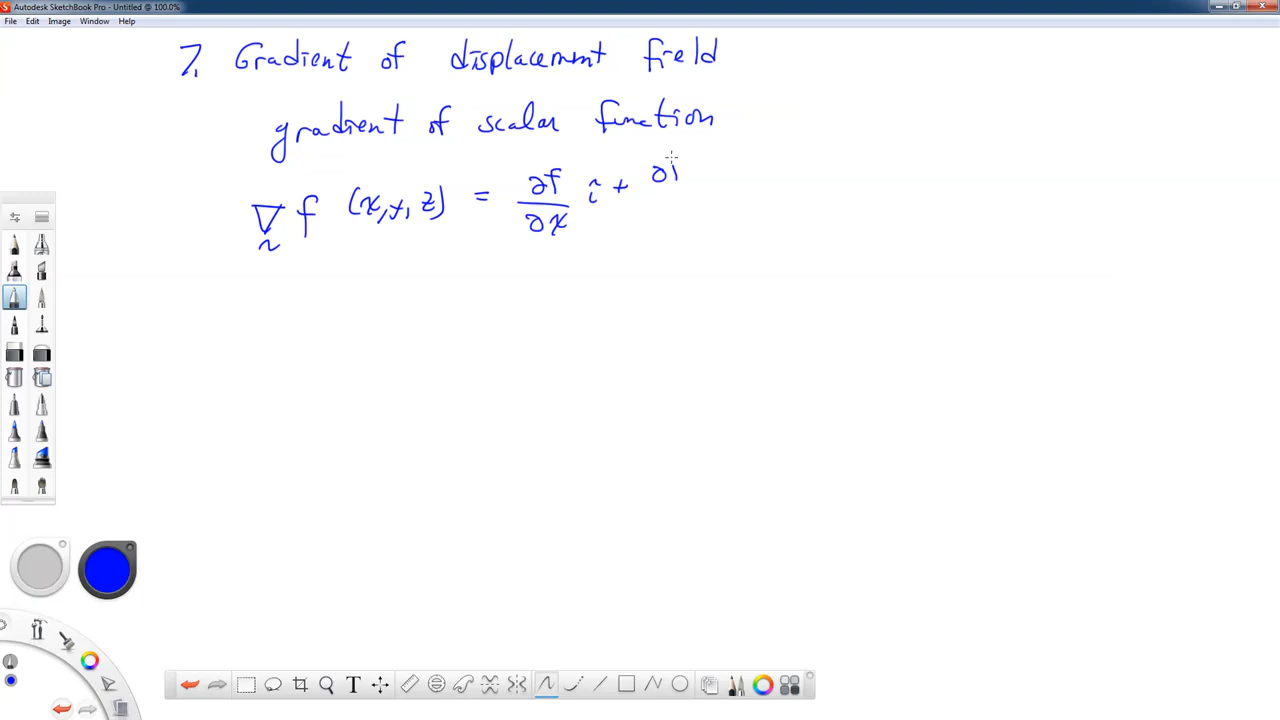 Autodesk SketchBook Pro - Untitled @ 100.0%
File Edit Image Window Help
7. Gradient of displacement field
gradient of scalar function
∇ f (x, y, z) = ∂f/∂x î + ∂
~